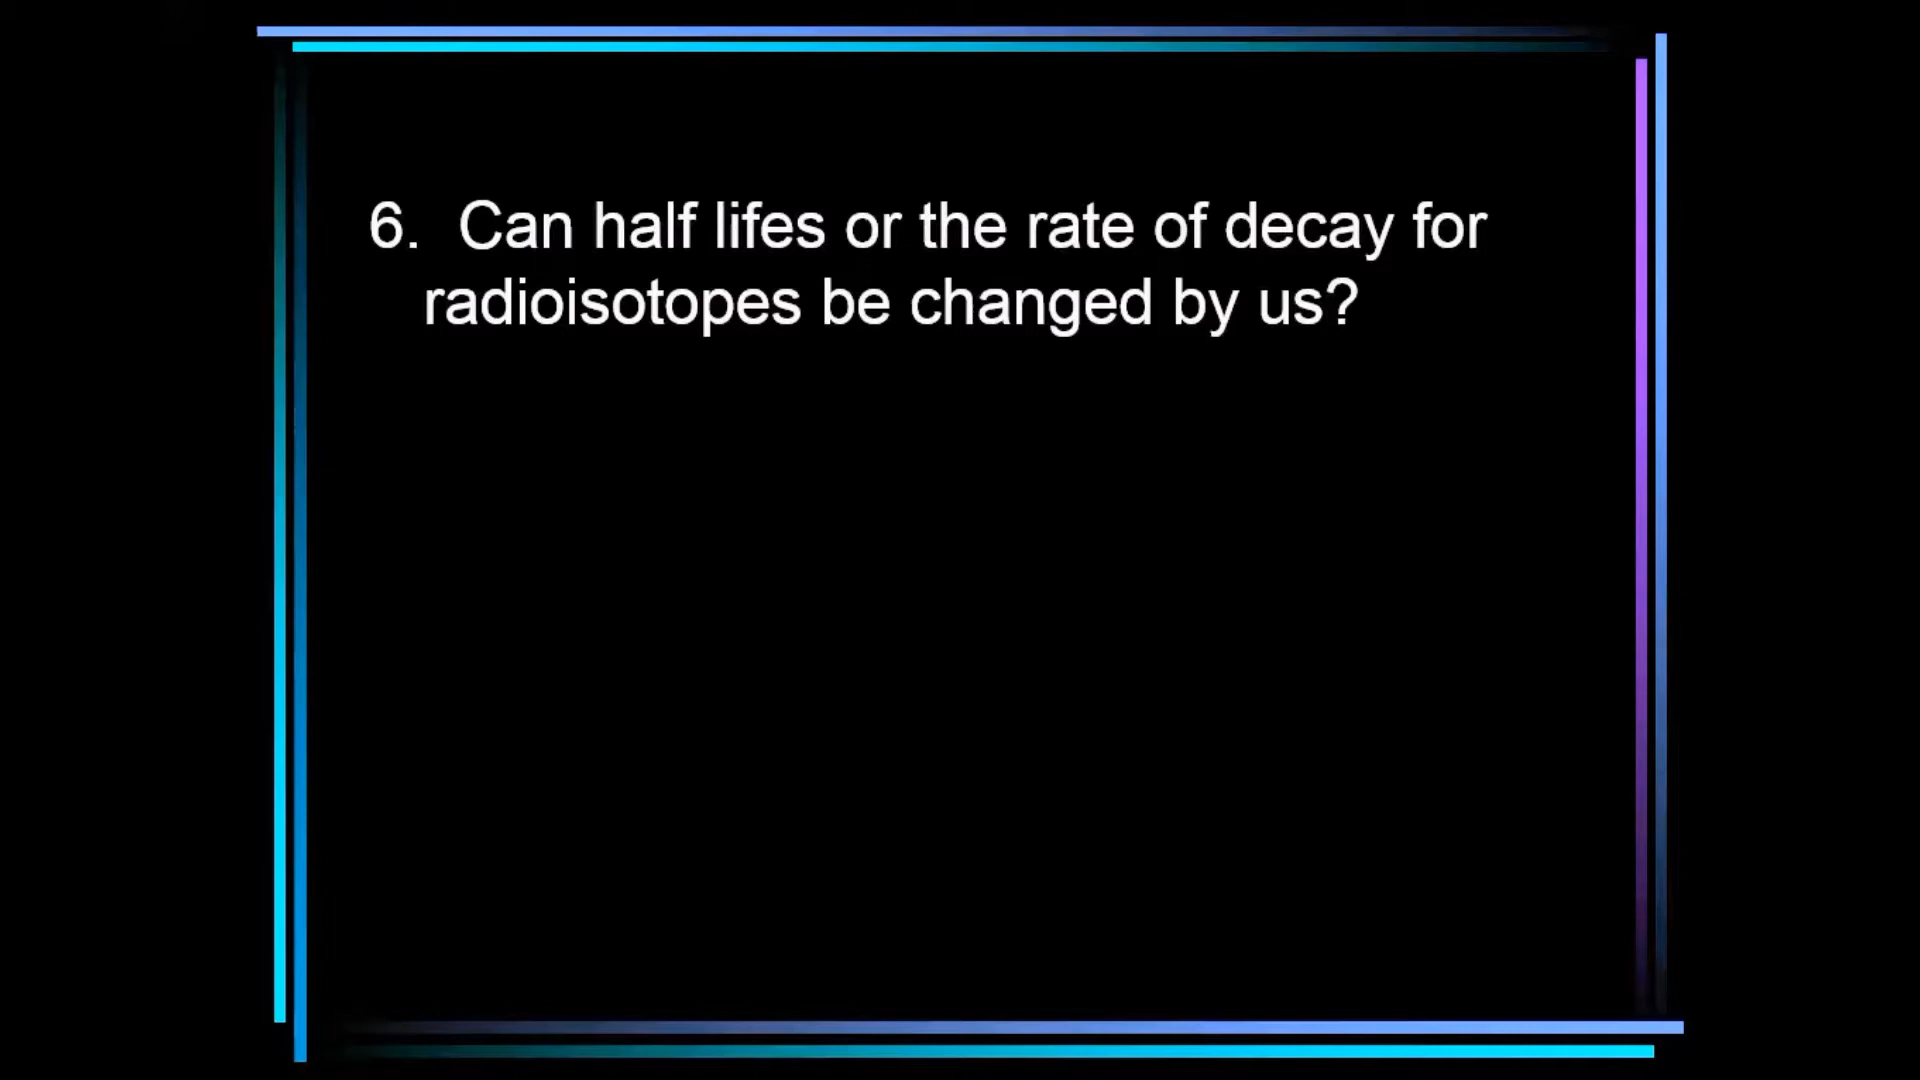 6. Can half lifes or the rate of decay for
radioisotopes be changed by us?